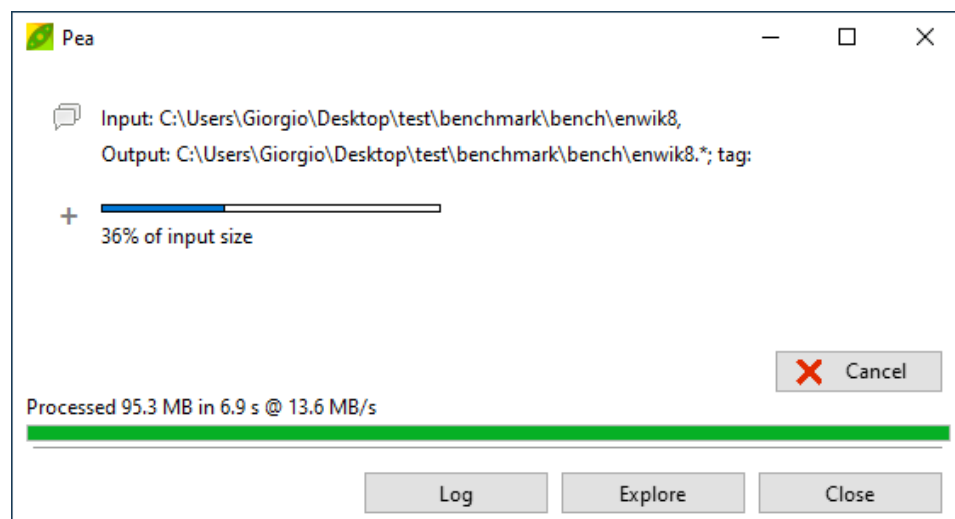 Pea
Input: C:\Users\Giorgio\Desktop\test\benchmark\bench\enwik8,
Output: C:\Users\Giorgio\Desktop\test\benchmark\bench\enwik8.*; tag:
36% of input size
Cancel
Processed 95.3 MB in 6.9 s @ 13.6 MB/s
Log Explore Close